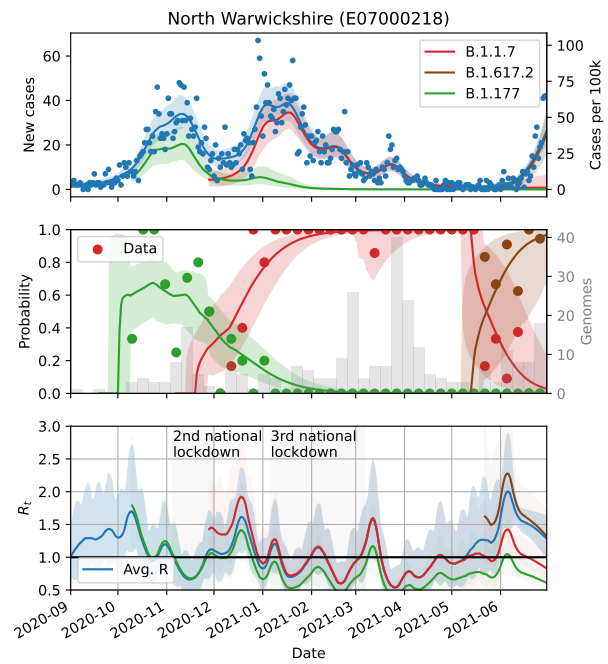 North Warwickshire (E07000218)
New cases
60
40
20
0
B.1.1.7
B.1.617.2
B.1.177
100
75
50
25
0
Cases per 100k
Probability
1.0
0.8
0.6
0.4
0.2
0.0
Data
40
30
20
10
0
Genomes
R_t
3.0
2.5
2.0
1.5
1.0
0.5
2nd national
lockdown
3rd national
lockdown
Avg. R
2020-09
2020-10
2020-11
2020-12
2021-01
2021-02
2021-03
2021-04
2021-05
2021-06
Date